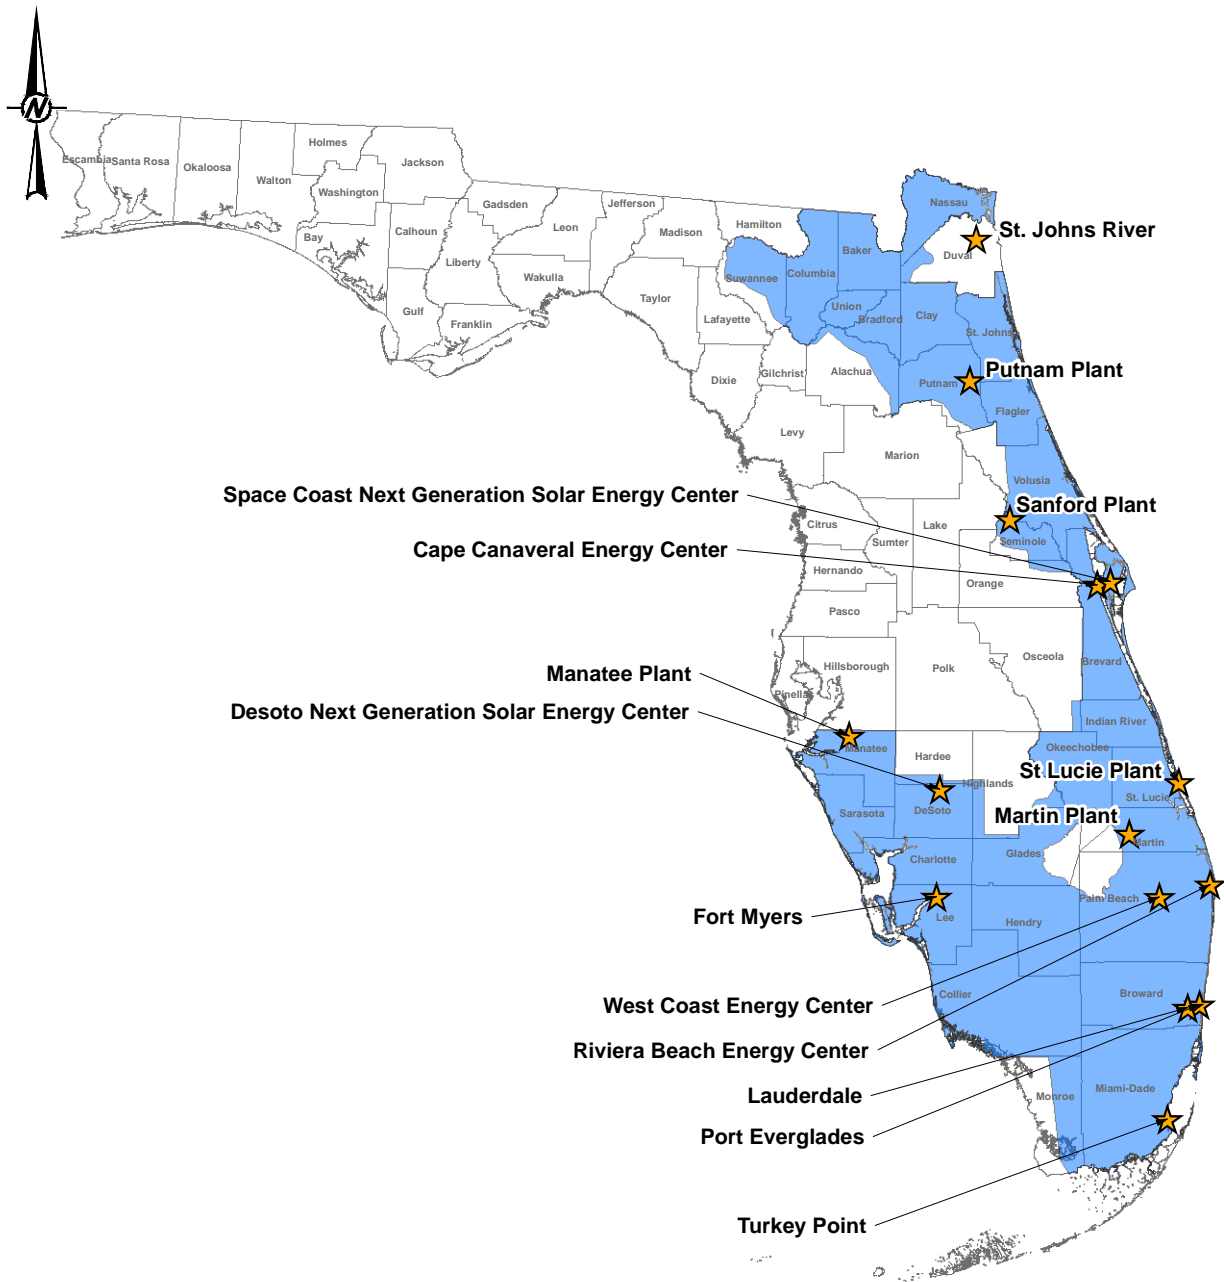 N
Escambia
Santa Rosa
Okaloosa
Walton
Holmes
Washington
Jackson
Bay
Calhoun
Gulf
Liberty
Gadsden
Franklin
Leon
Wakulla
Jefferson
Madison
Taylor
Hamilton
Suwannee
Lafayette
Dixie
Columbia
Baker
Nassau
Duval
St. Johns River
Union
Bradford
Clay
St. Johns
Gilchrist
Alachua
Putnam
Putnam Plant
Flagler
Levy
Marion
Volusia
Space Coast Next Generation Solar Energy Center
Sanford Plant
Citrus
Sumter
Lake
Seminole
Cape Canaveral Energy Center
Hernando
Orange
Pasco
Osceola
Brevard
Hillsborough
Polk
Pinellas
Manatee Plant
Desoto Next Generation Solar Energy Center
Indian River
Manatee
Hardee
Okeechobee
St Lucie Plant
Highlands
St. Lucie
Sarasota
DeSoto
Martin Plant
Martin
Charlotte
Glades
Palm Beach
Fort Myers
Lee
Hendry
West Coast Energy Center
Collier
Broward
Riviera Beach Energy Center
Lauderdale
Monroe
Miami-Dade
Port Everglades
Turkey Point